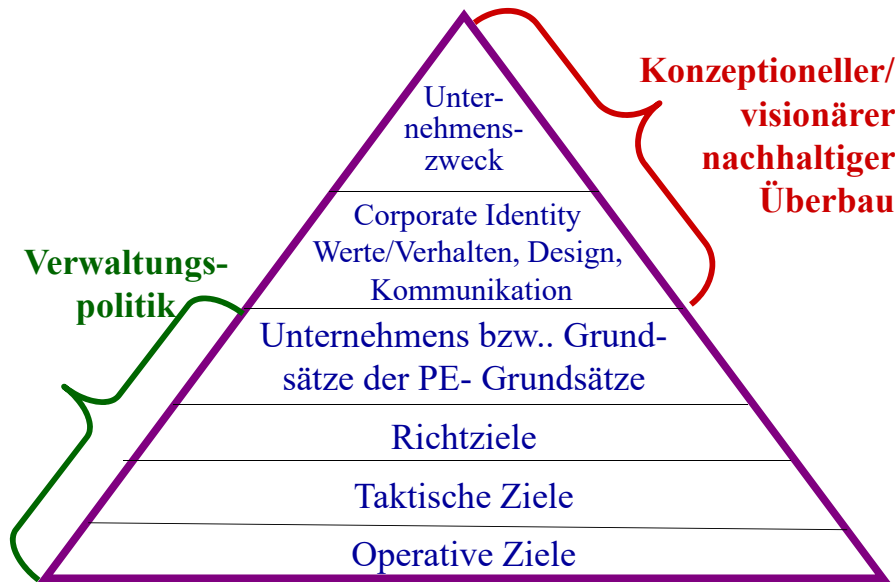 Unter-
nehmens-
zweck
Konzeptioneller/
visionärer
nachhaltiger
Überbau
Corporate Identity
Werte/Verhalten, Design,
Kommunikation
Verwaltungs-
politik
Unternehmens bzw.. Grund-
sätze der PE- Grundsätze
Richtziele
Taktische Ziele
Operative Ziele